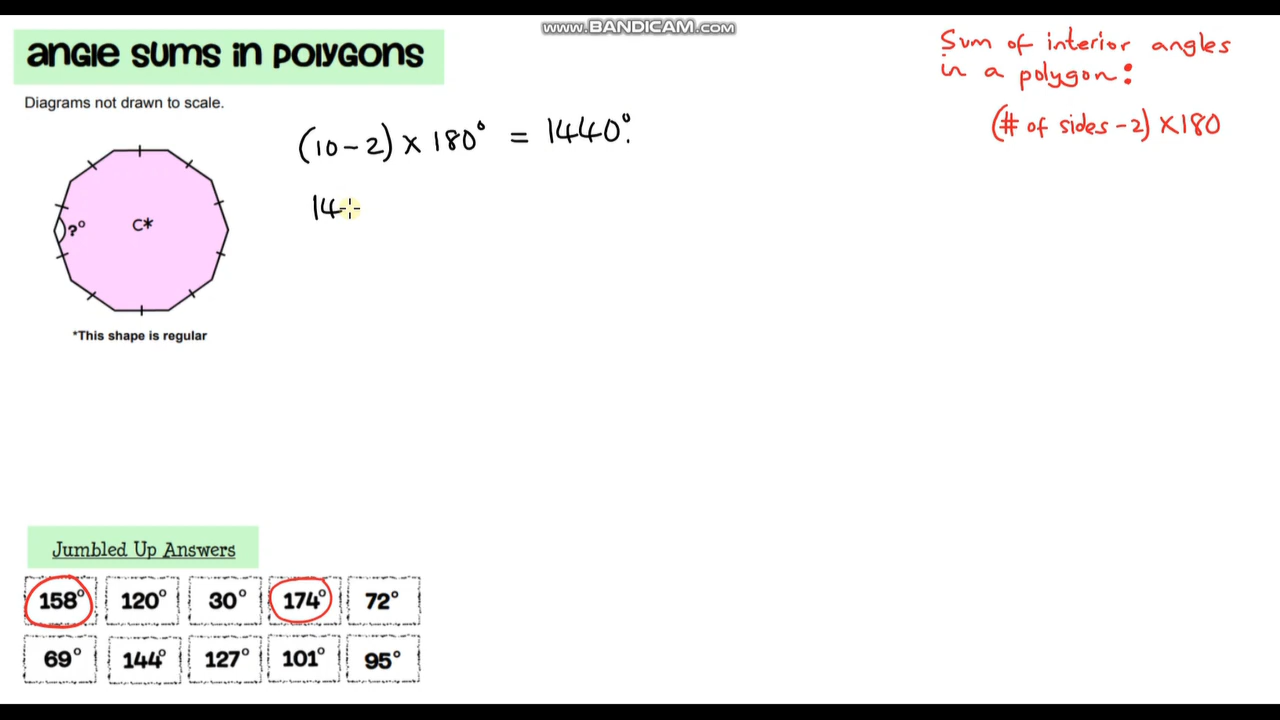 www.BANDICAM.com
angle sums in polygons
Sum of interior angles
in a polygon:
(# of sides - 2) × 180
Diagrams not drawn to scale.
(10 - 2) × 180° = 1440°.
14
?°
C*
*This shape is regular
Jumbled Up Answers
158° 120° 30° 174° 72°
69° 144° 127° 101° 95°